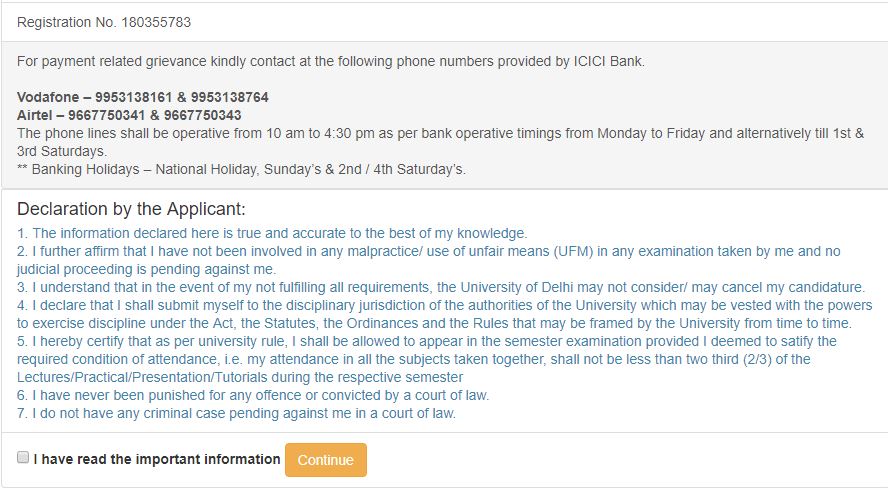 Registration No. 180355783
For payment related grievance kindly contact at the following phone numbers provided by ICICI Bank.
Vodafone – 9953138161 & 9953138764
Airtel – 9667750341 & 9667750343
The phone lines shall be operative from 10 am to 4:30 pm as per bank operative timings from Monday to Friday and alternatively till 1st &
3rd Saturdays.
** Banking Holidays – National Holiday, Sunday's & 2nd / 4th Saturday's.
Declaration by the Applicant:
1. The information declared here is true and accurate to the best of my knowledge.
2. I further affirm that I have not been involved in any malpractice/ use of unfair means (UFM) in any examination taken by me and no
judicial proceeding is pending against me.
3. I understand that in the event of my not fulfilling all requirements, the University of Delhi may not consider/ may cancel my candidature.
4. I declare that I shall submit myself to the disciplinary jurisdiction of the authorities of the University which may be vested with the powers
to exercise discipline under the Act, the Statutes, the Ordinances and the Rules that may be framed by the University from time to time.
5. I hereby certify that as per university rule, I shall be allowed to appear in the semester examination provided I deemed to satify the
required condition of attendance, i.e. my attendance in all the subjects taken together, shall not be less than two third (2/3) of the
Lectures/Practical/Presentation/Tutorials during the respective semester
6. I have never been punished for any offence or convicted by a court of law.
7. I do not have any criminal case pending against me in a court of law.
I have read the important information Continue